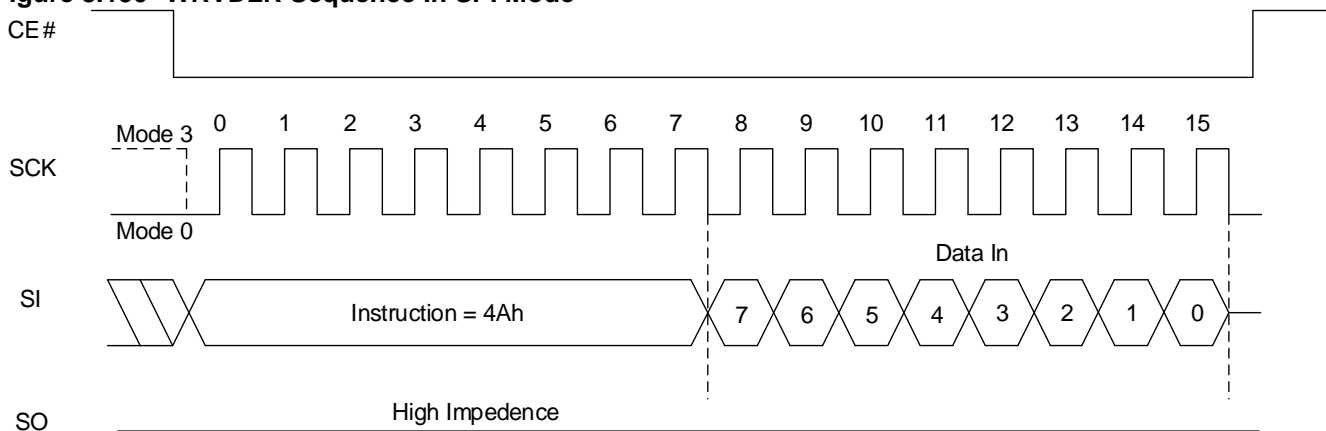 CE#
Mode 3 0 1 2 3 4 5 6 7 8 9 10 11 12 13 14 15
SCK
Mode 0
Data In
SI
Instruction = 4Ah 7 6 5 4 3 2 1 0
High Impedence
SO